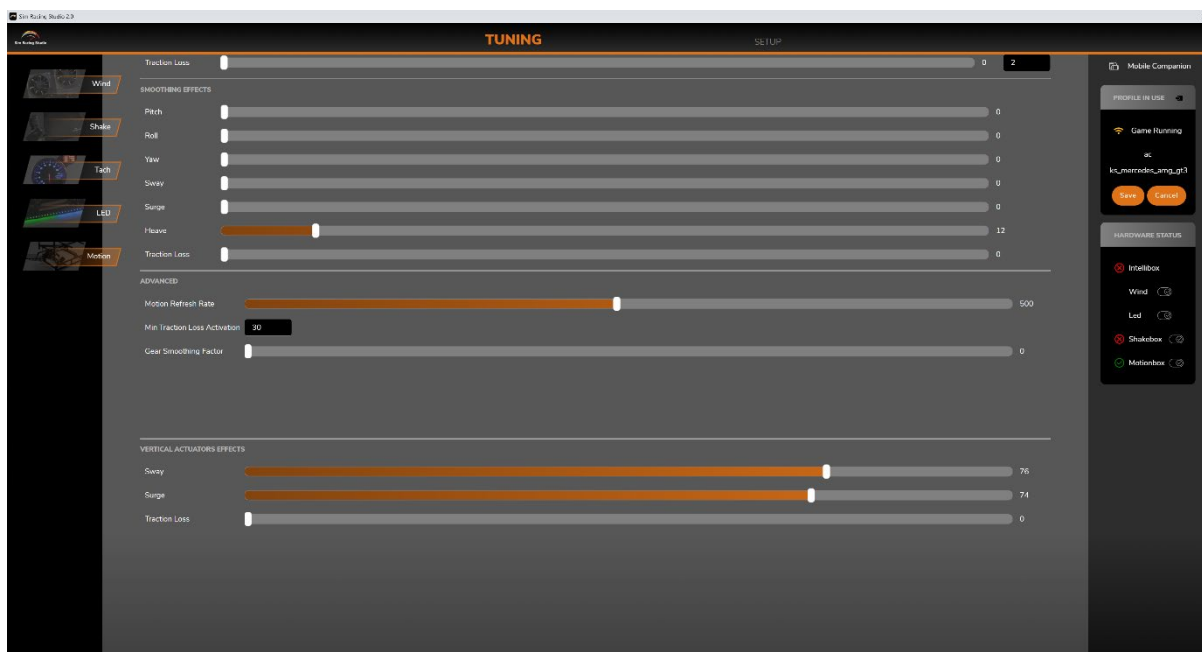 Sim Racing Studio 2.0
Sim Racing Studio
TUNING
SETUP
Wind
Shake
Tach
LED
Motion
Traction Loss 0 2
SMOOTHING EFFECTS
Pitch 0
Roll 0
Yaw 0
Sway 0
Surge 0
Heave 12
Traction Loss 0
ADVANCED
Motion Refresh Rate 500
Min Traction Loss Activation 30
Gear Smoothing Factor 0
VERTICAL ACTUATORS EFFECTS
Sway 76
Surge 74
Traction Loss 0
Mobile Companion
PROFILE IN USE
Game Running
ac
ks_mercedes_amg_gt3
Save Cancel
HARDWARE STATUS
Intellibox
Wind
Led
Shakebox
Motionbox